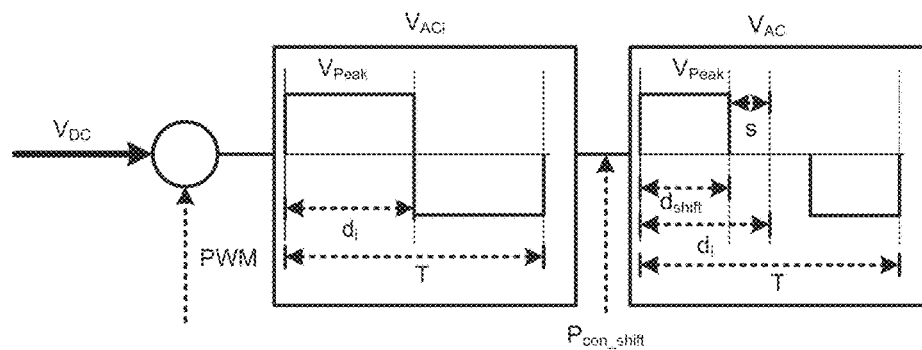 V_ACi
V_AC
V_Peak
V_Peak
V_DC
s
d_shift
d_i
d_i
PWM
T
T
P_con_shift